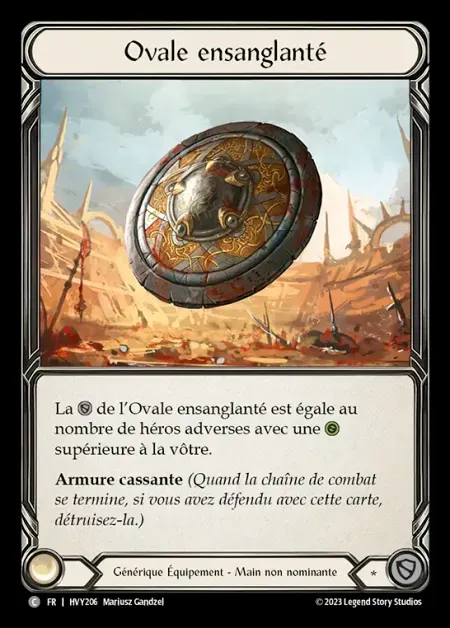 Ovale ensanglanté
La de l'Ovale ensanglanté est égale au
nombre de héros adverses avec une
supérieure à la vôtre.
Armure cassante (Quand la chaîne de combat
se termine, si vous avez défendu avec cette carte,
détruisez-la.)
Générique Équipement - Main non nominante
*
C FR | HVY206 Mariusz Gandzel
© 2023 Legend Story Studios